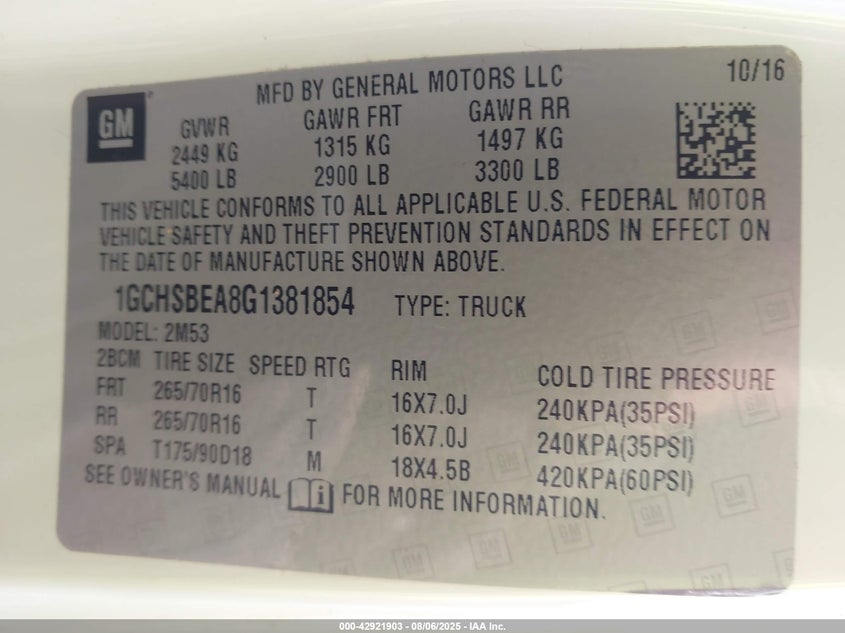 MFD BY GENERAL MOTORS LLC 10/16
GM
GVWR GAWR FRT GAWR RR
2449 KG 1315 KG 1497 KG
5400 LB 2900 LB 3300 LB
THIS VEHICLE CONFORMS TO ALL APPLICABLE U.S. FEDERAL MOTOR
VEHICLE SAFETY AND THEFT PREVENTION STANDARDS IN EFFECT ON
THE DATE OF MANUFACTURE SHOWN ABOVE.
1GCHSBEA8G1381854 TYPE: TRUCK
MODEL: 2M53
2BCM TIRE SIZE SPEED RTG RIM COLD TIRE PRESSURE
FRT 265/70R16 T 16X7.0J 240KPA(35PSI)
RR 265/70R16 T 16X7.0J 240KPA(35PSI)
SPA T175/90D18 M 18X4.5B 420KPA(60PSI)
SEE OWNER'S MANUAL FOR MORE INFORMATION.
000-42921903 - 08/06/2025 - IAA Inc.